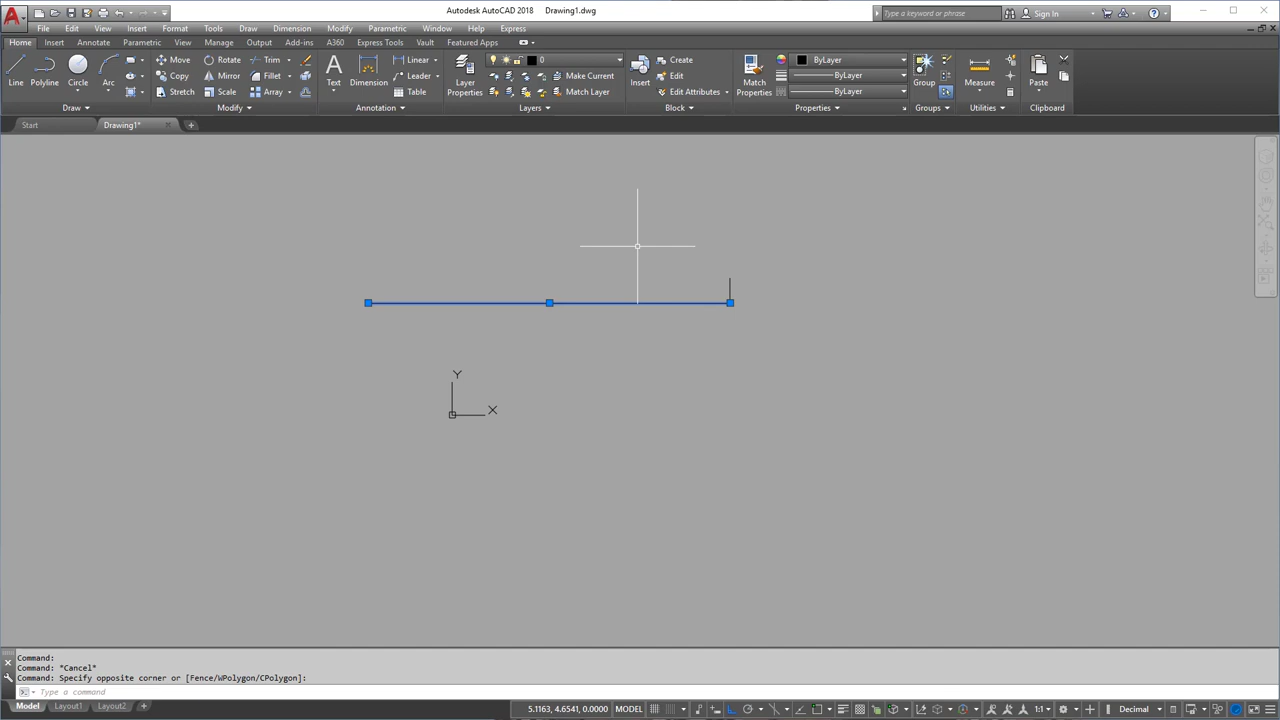 A Autodesk AutoCAD 2018 Drawing1.dwg Type a keyword or phrase Sign In ?
File Edit View Insert Format Tools Draw Dimension Modify Parametric Window Help Express
Home Insert Annotate Parametric View Manage Output Add-ins A360 Express Tools Vault Featured Apps
Line Polyline Circle Arc Move Rotate Trim Text Dimension Linear Layer Properties 0 Insert Create Match Properties ByLayer Group Measure Paste
Copy Mirror Fillet Leader Make Current Edit ByLayer
Stretch Scale Array Table Match Layer Edit Attributes ByLayer
Draw Modify Annotation Layers Block Properties Groups Utilities Clipboard
Start Drawing1*
Y
X
Command:
Command: *Cancel*
Command: Specify opposite corner or [Fence/WPolygon/CPolygon]:
Type a command
Model Layout1 Layout2 + 5.1163, 4.6541, 0.0000 MODEL 1:1 Decimal